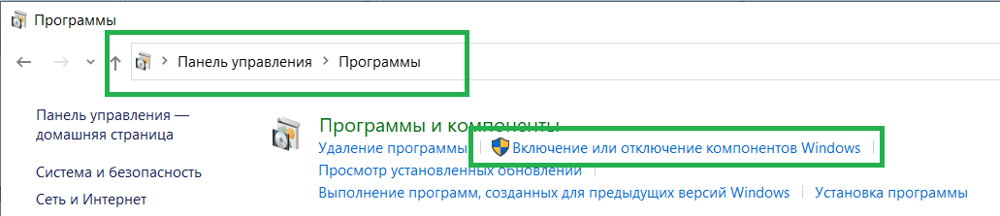 Программы
Панель управления Программы
Панель управления —
домашняя страница
Система и безопасность
Сеть и Интернет
Программы и компоненты
Удаление программы Включение или отключение компонентов Windows
Просмотр установленных обновлений
Выполнение программ, созданных для предыдущих версий Windows Установка программы